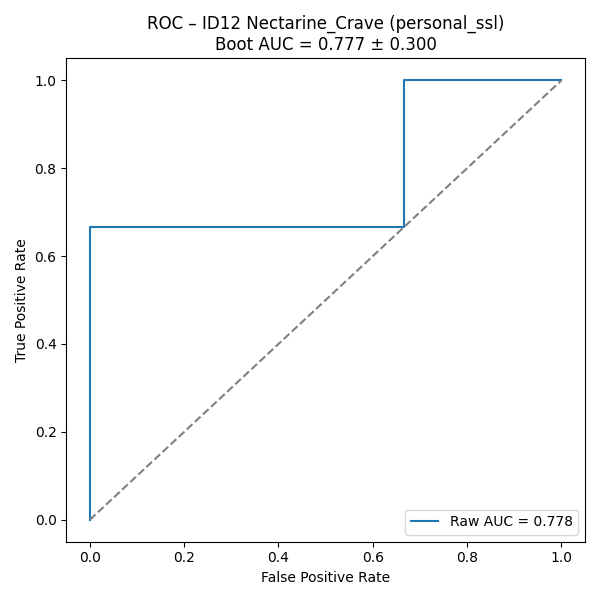 ROC – ID12 Nectarine_Crave (personal_ssl)
Boot AUC = 0.777 ± 0.300
True Positive Rate
1.0
0.8
0.6
0.4
0.2
0.0
Raw AUC = 0.778
0.0 0.2 0.4 0.6 0.8 1.0
False Positive Rate